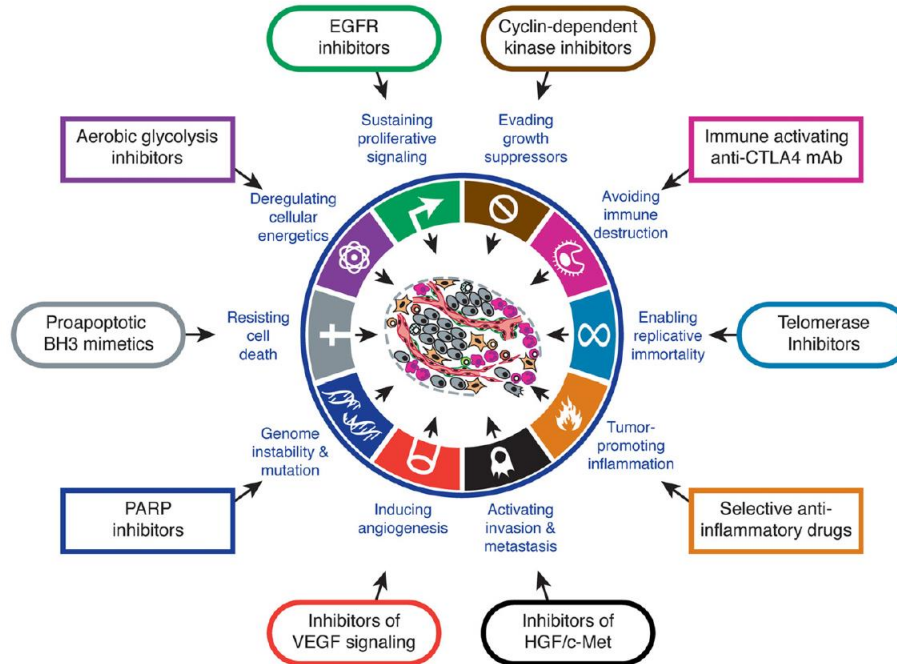 EGFR
inhibitors
Cyclin-dependent
kinase inhibitors
Sustaining
proliferative
signaling
Evading
growth
suppressors
Aerobic glycolysis
inhibitors
Immune activating
anti-CTLA4 mAb
Deregulating
cellular
energetics
Avoiding
immune
destruction
Proapoptotic
BH3 mimetics
Resisting
cell
death
Enabling
replicative
immortality
Telomerase
Inhibitors
Genome
instability &
mutation
Tumor-
promoting
inflammation
PARP
inhibitors
Inducing
angiogenesis
Activating
invasion &
metastasis
Selective anti-
inflammatory drugs
Inhibitors of
VEGF signaling
Inhibitors of
HGF/c-Met